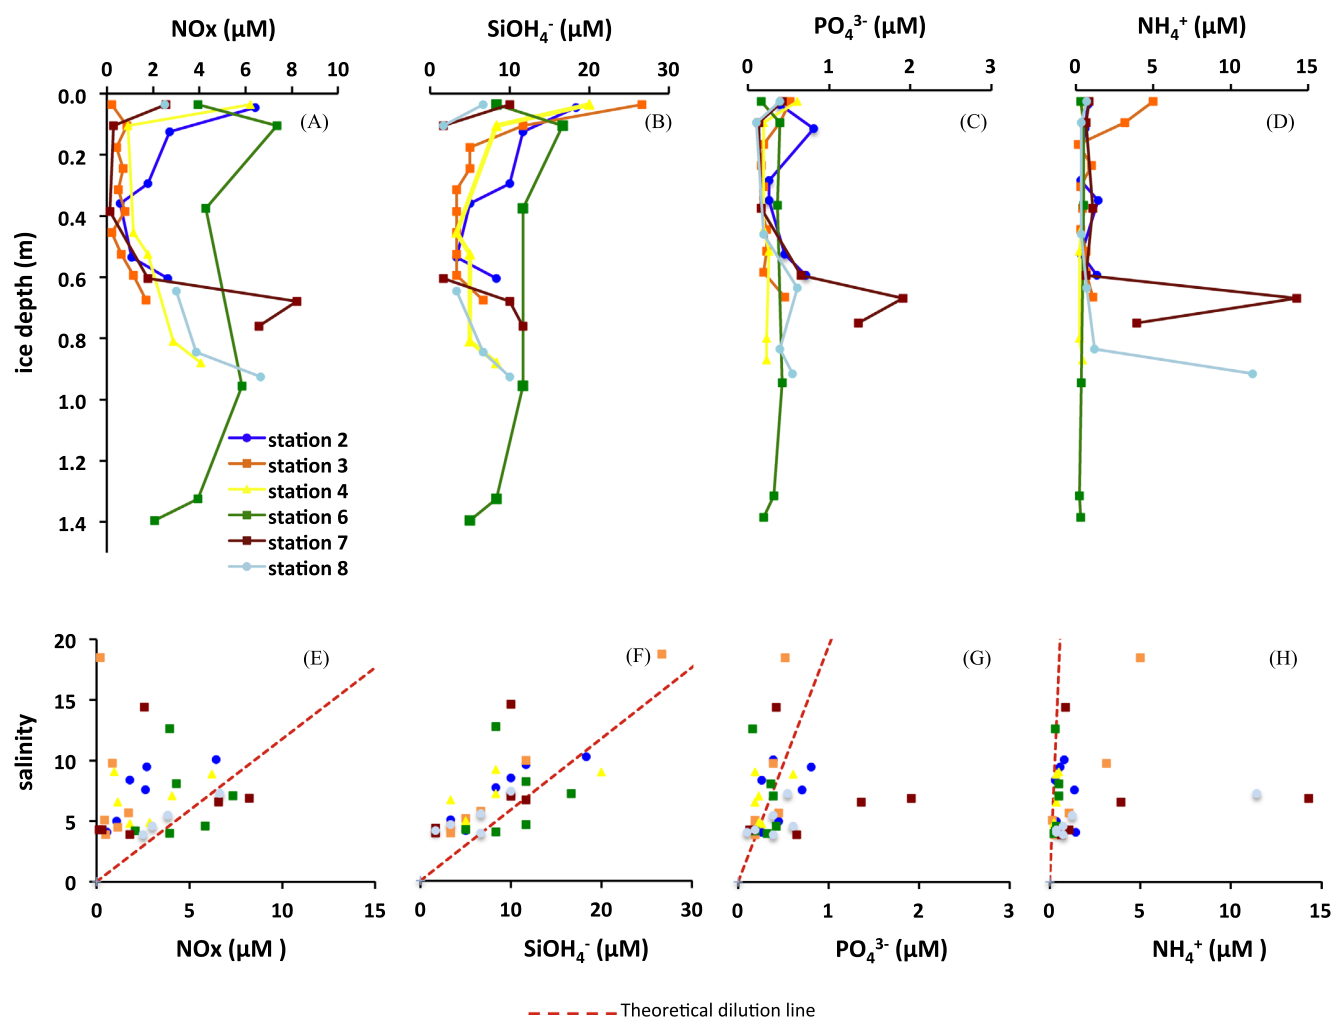 NOx (μM)
SiOH4- (μM)
PO43- (μM)
NH4+ (μM)
0 2 4 6 8 10
0 10 20 30
0 1 2 3
0 5 10 15
0.0
0.2
0.4
0.6
0.8
1.0
1.2
1.4
ice depth (m)
(A)
(B)
(C)
(D)
station 2
station 3
station 4
station 6
station 7
station 8
20
15
10
5
0
salinity
(E)
(F)
(G)
(H)
0 5 10 15
0 10 20 30
0 1 2 3
0 5 10 15
NOx (μM )
SiOH4- (μM)
PO43- (μM)
NH4+ (μM )
Theoretical dilution line